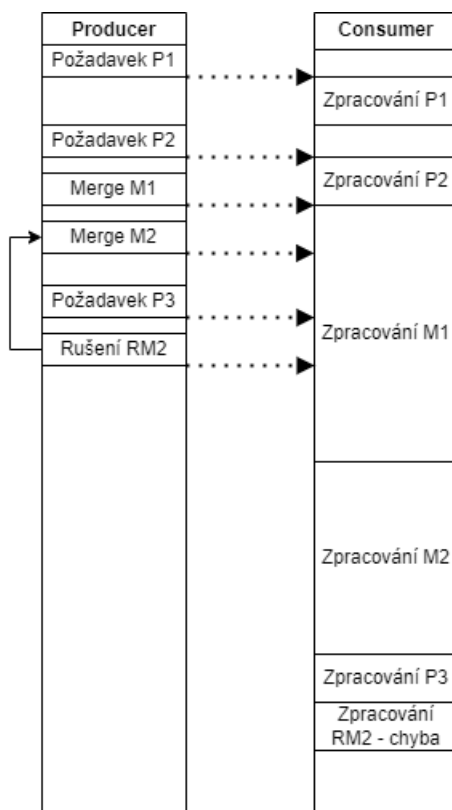 Producer
Požadavek P1
Požadavek P2
Merge M1
Merge M2
Požadavek P3
Rušení RM2
Consumer
Zpracování P1
Zpracování P2
Zpracování M1
Zpracování M2
Zpracování P3
Zpracování
RM2 - chyba